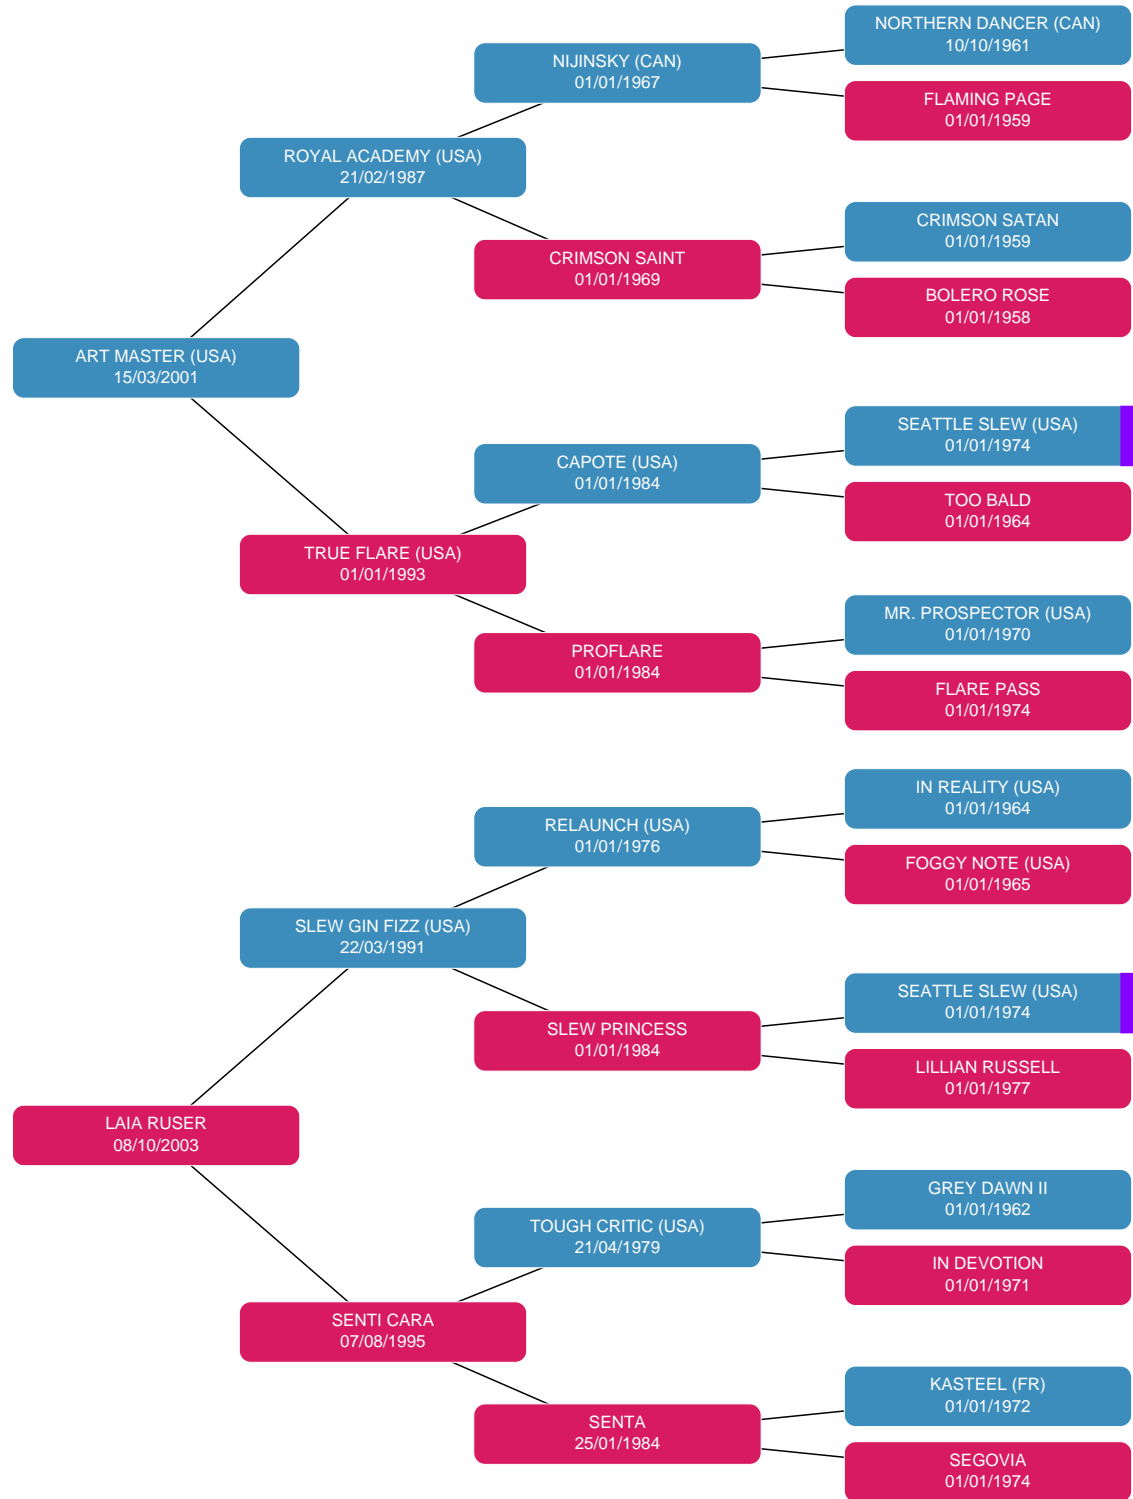 NORTHERN DANCER (CAN)
10/10/1961
NIJINSKY (CAN)
01/01/1967
FLAMING PAGE
01/01/1959
ROYAL ACADEMY (USA)
21/02/1987
CRIMSON SATAN
01/01/1959
CRIMSON SAINT
01/01/1969
BOLERO ROSE
01/01/1958
ART MASTER (USA)
15/03/2001
SEATTLE SLEW (USA)
01/01/1974
CAPOTE (USA)
01/01/1984
TOO BALD
01/01/1964
TRUE FLARE (USA)
01/01/1993
MR. PROSPECTOR (USA)
01/01/1970
PROFLARE
01/01/1984
FLARE PASS
01/01/1974
IN REALITY (USA)
01/01/1964
RELAUNCH (USA)
01/01/1976
FOGGY NOTE (USA)
01/01/1965
SLEW GIN FIZZ (USA)
22/03/1991
SEATTLE SLEW (USA)
01/01/1974
SLEW PRINCESS
01/01/1984
LILLIAN RUSSELL
01/01/1977
LAIA RUSER
08/10/2003
GREY DAWN II
01/01/1962
TOUGH CRITIC (USA)
21/04/1979
IN DEVOTION
01/01/1971
SENTI CARA
07/08/1995
KASTEEL (FR)
01/01/1972
SENTA
25/01/1984
SEGOVIA
01/01/1974